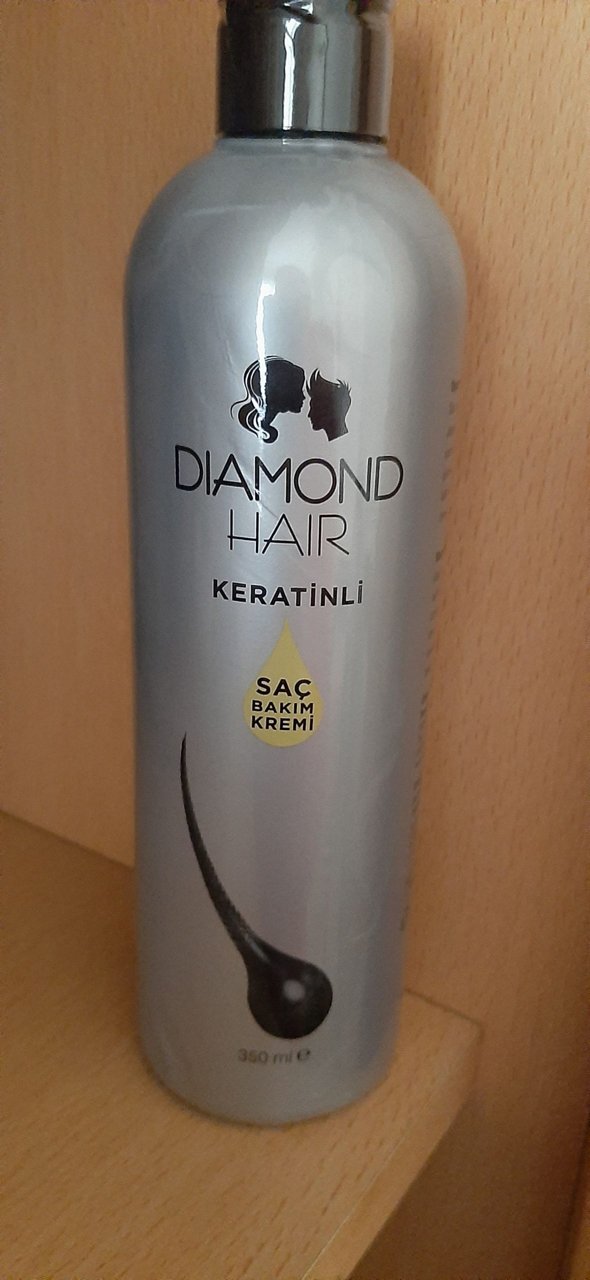 DIAMOND
HAIR
KERATİNLİ
SAÇ
BAKIM
KREMİ
350 ml ℮